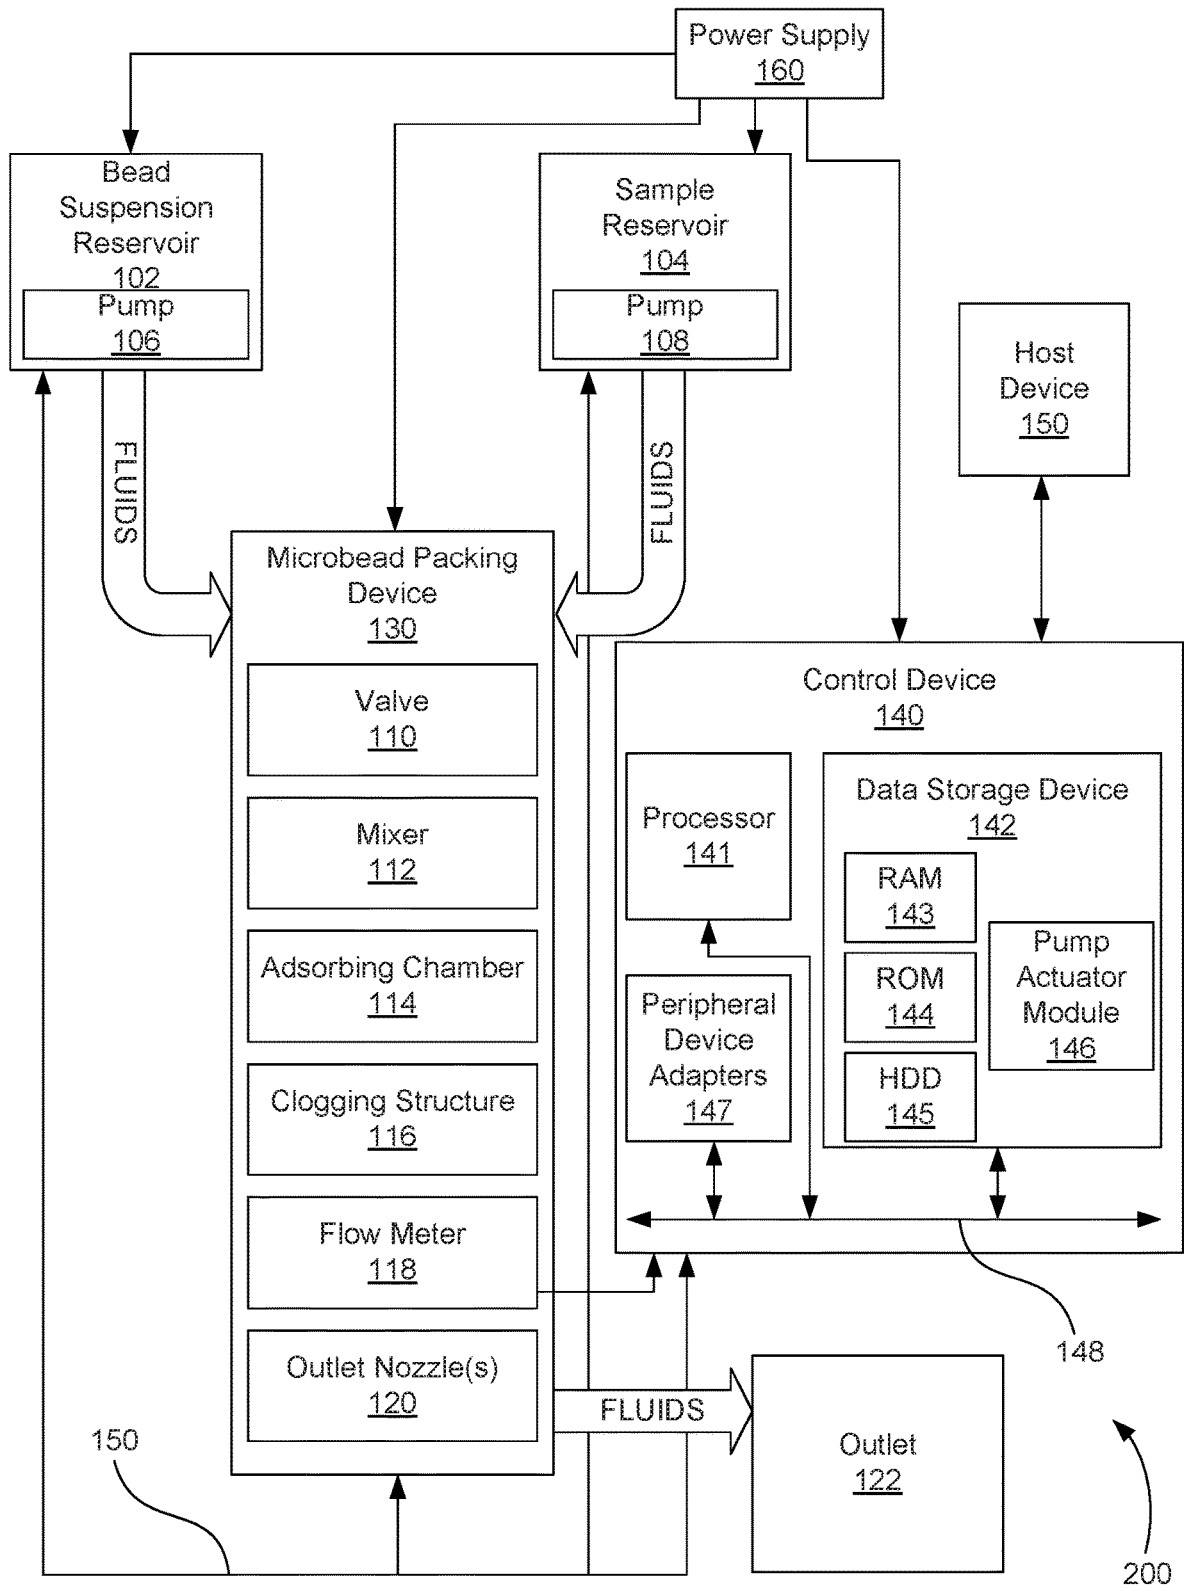 Power Supply
160
Bead
Suspension
Reservoir
102
Pump
106
Sample
Reservoir
104
Pump
108
Host
Device
150
FLUIDS
FLUIDS
Microbead Packing
Device
130
Valve
110
Mixer
112
Adsorbing Chamber
114
Clogging Structure
116
Flow Meter
118
Outlet Nozzle(s)
120
Control Device
140
Processor
141
Data Storage Device
142
RAM
143
ROM
144
HDD
145
Pump
Actuator
Module
146
Peripheral
Device
Adapters
147
148
FLUIDS
Outlet
122
150
200